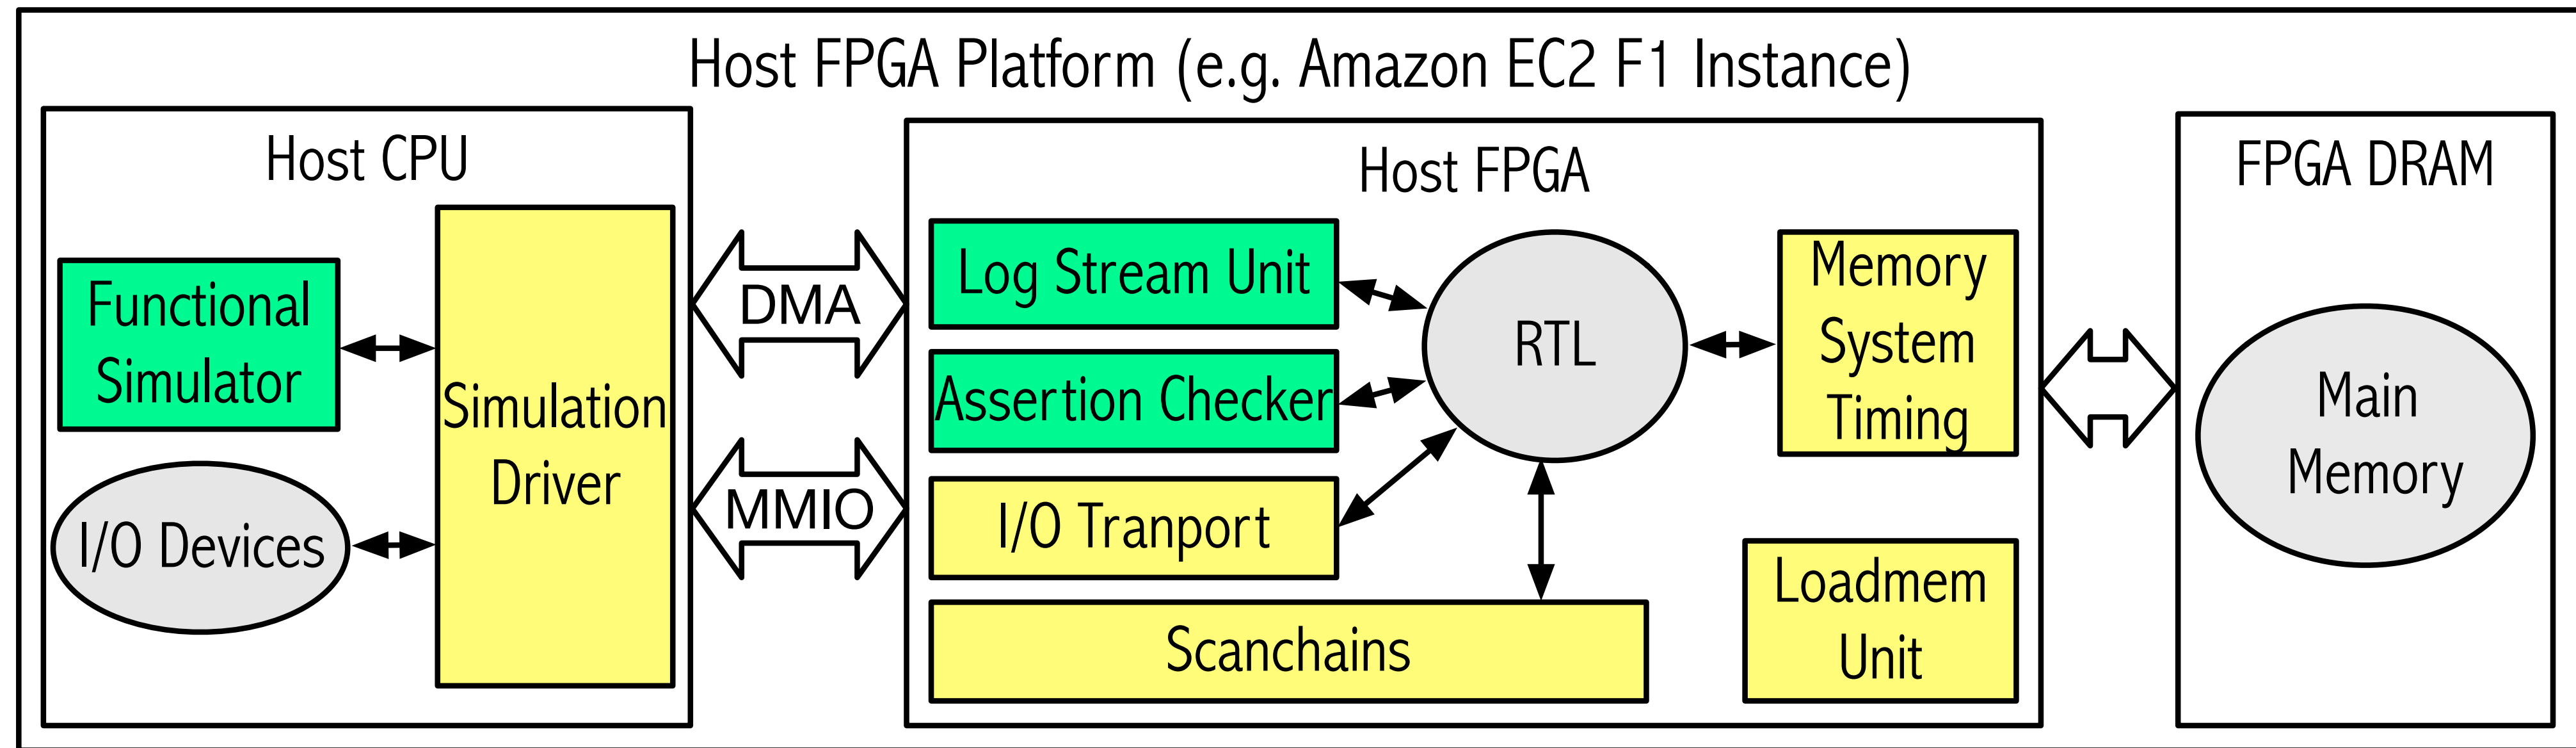 Host FPGA Platform (e.g. Amazon EC2 F1 Instance)
Host CPU
Functional
Simulator
I/O Devices
Simulation
Driver
DMA
MMIO
Host FPGA
Log Stream Unit
Assertion Checker
I/O Tranport
Scanchains
RTL
Memory
System
Timing
Loadmem
Unit
FPGA DRAM
Main
Memory